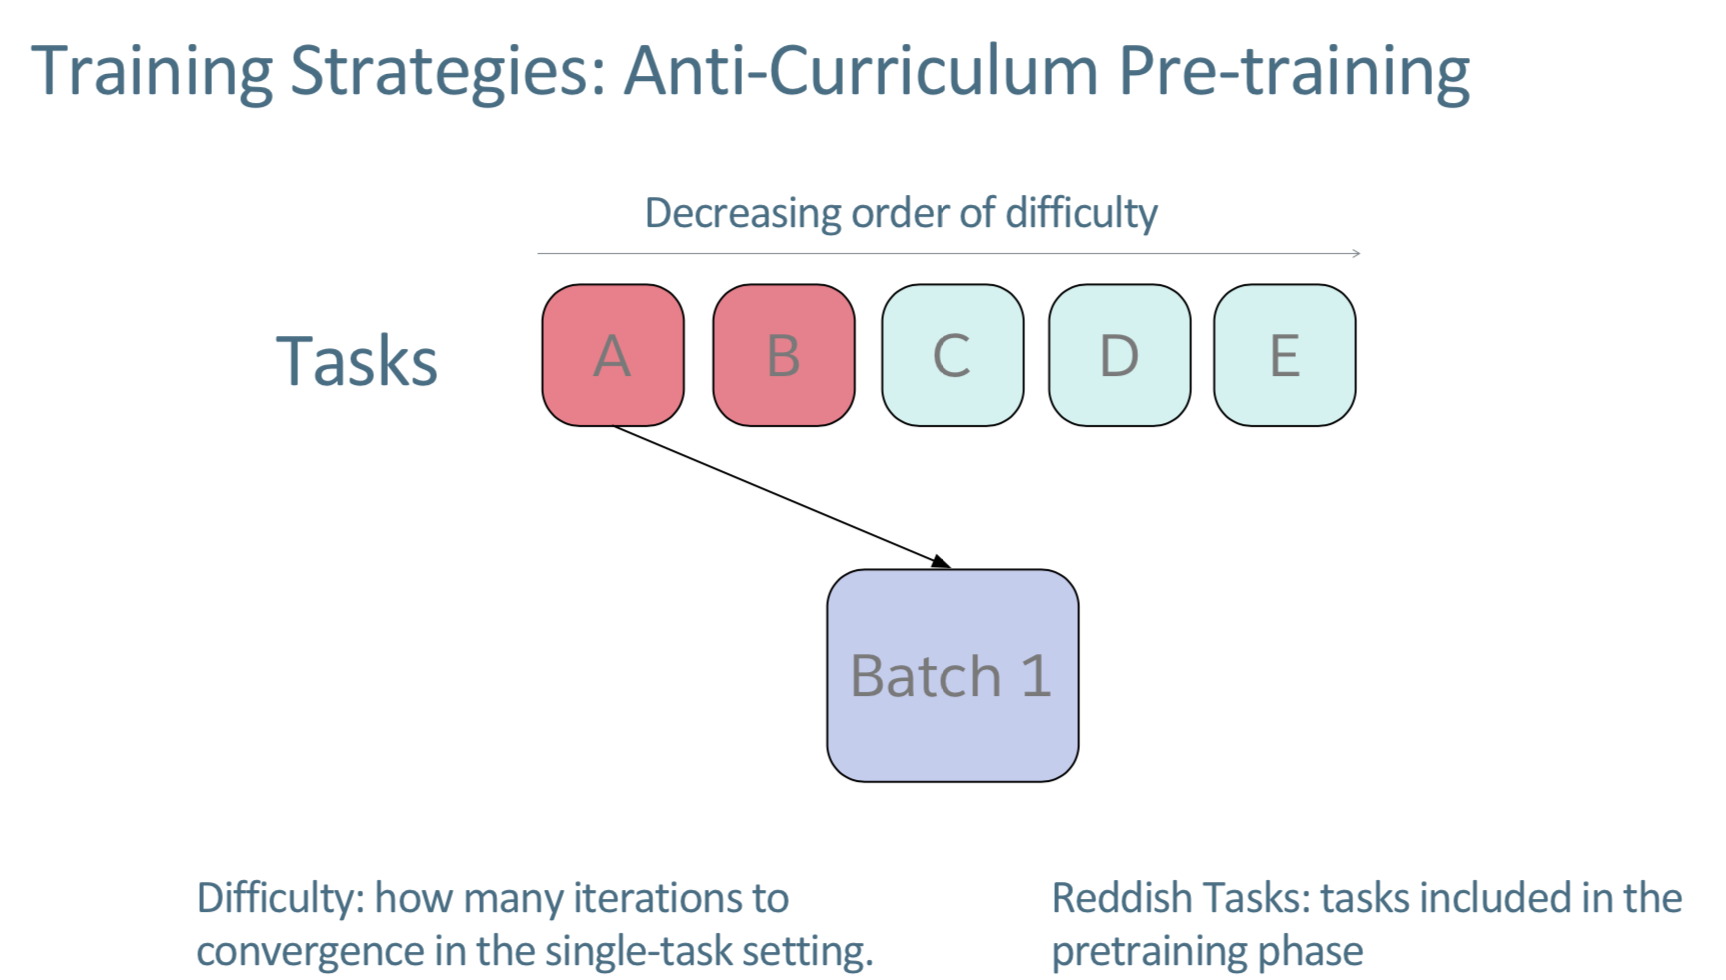 Training Strategies: Anti-Curriculum Pre-training
Decreasing order of difficulty
Tasks
A B C D E
Batch 1
Difficulty: how many iterations to
convergence in the single-task setting.
Reddish Tasks: tasks included in the
pretraining phase